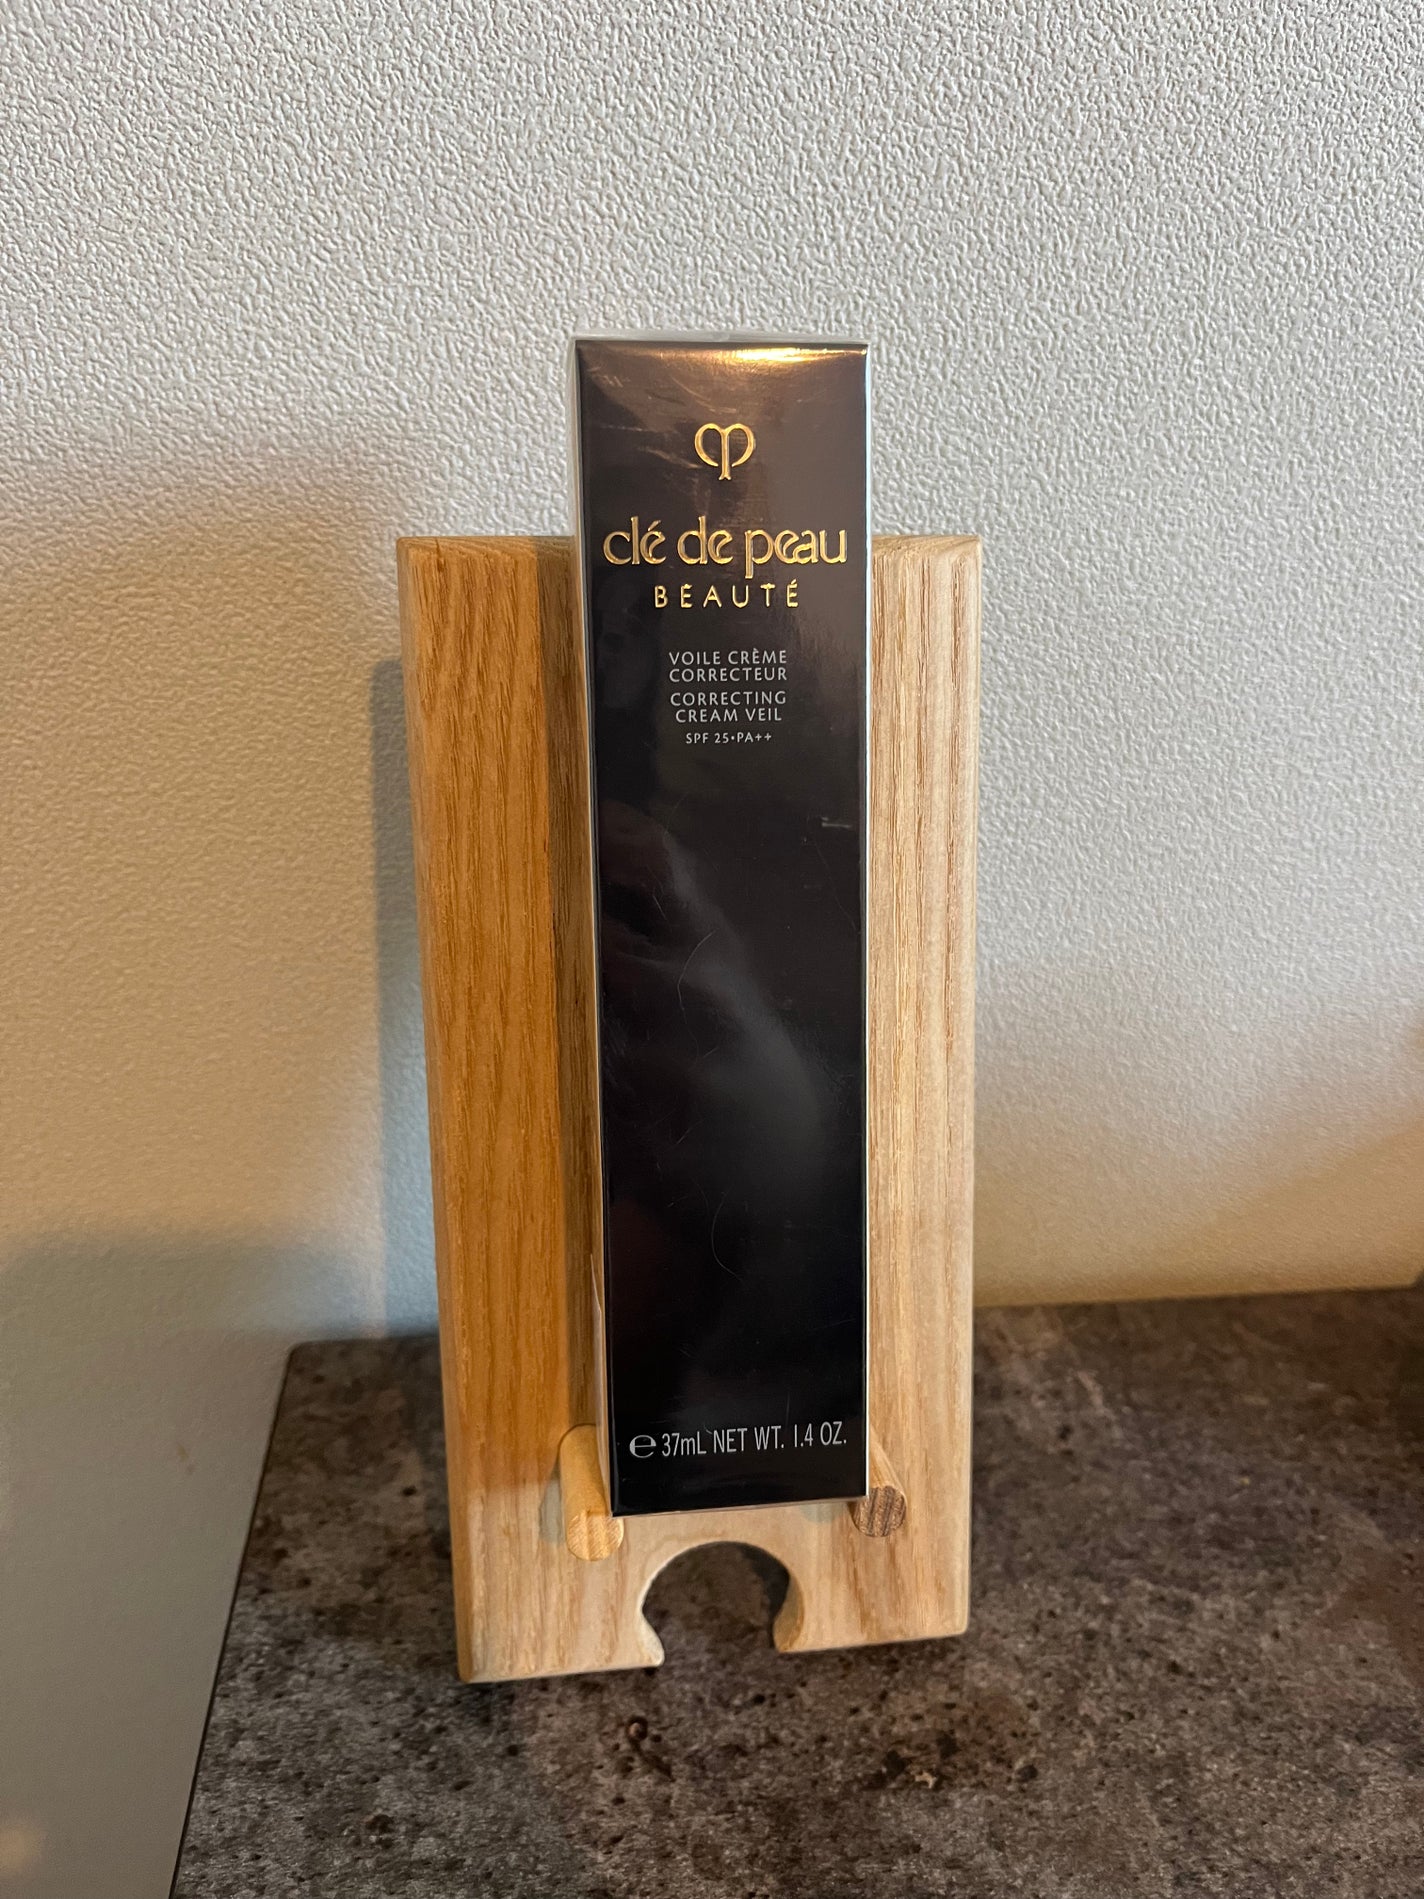 clé de peau
BEAUTÉ
VOILE CRÈME
CORRECTEUR
CORRECTING
CREAM VEIL
SPF 25•PA++
℮ 37mL NET WT. 1.4 OZ.